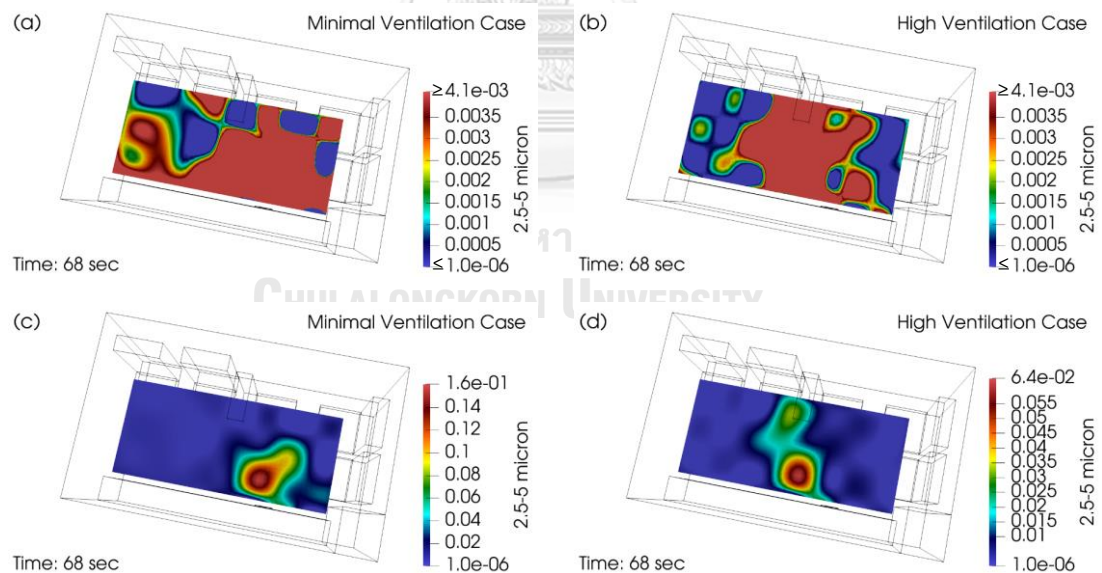 (a) Minimal Ventilation Case
≥ 4.1e-03
0.0035
0.003
0.0025
0.002
0.0015
0.001
0.0005
≤ 1.0e-06
2.5-5 micron
Time: 68 sec
(b) High Ventilation Case
≥ 4.1e-03
0.0035
0.003
0.0025
0.002
0.0015
0.001
0.0005
≤ 1.0e-06
2.5-5 micron
Time: 68 sec
CHULALONGKORN UNIVERSITY
(c) Minimal Ventilation Case
1.6e-01
0.14
0.12
0.1
0.08
0.06
0.04
0.02
1.0e-06
2.5-5 micron
Time: 68 sec
(d) High Ventilation Case
6.4e-02
0.055
0.05
0.045
0.04
0.035
0.03
0.025
0.02
0.015
0.01
1.0e-06
2.5-5 micron
Time: 68 sec